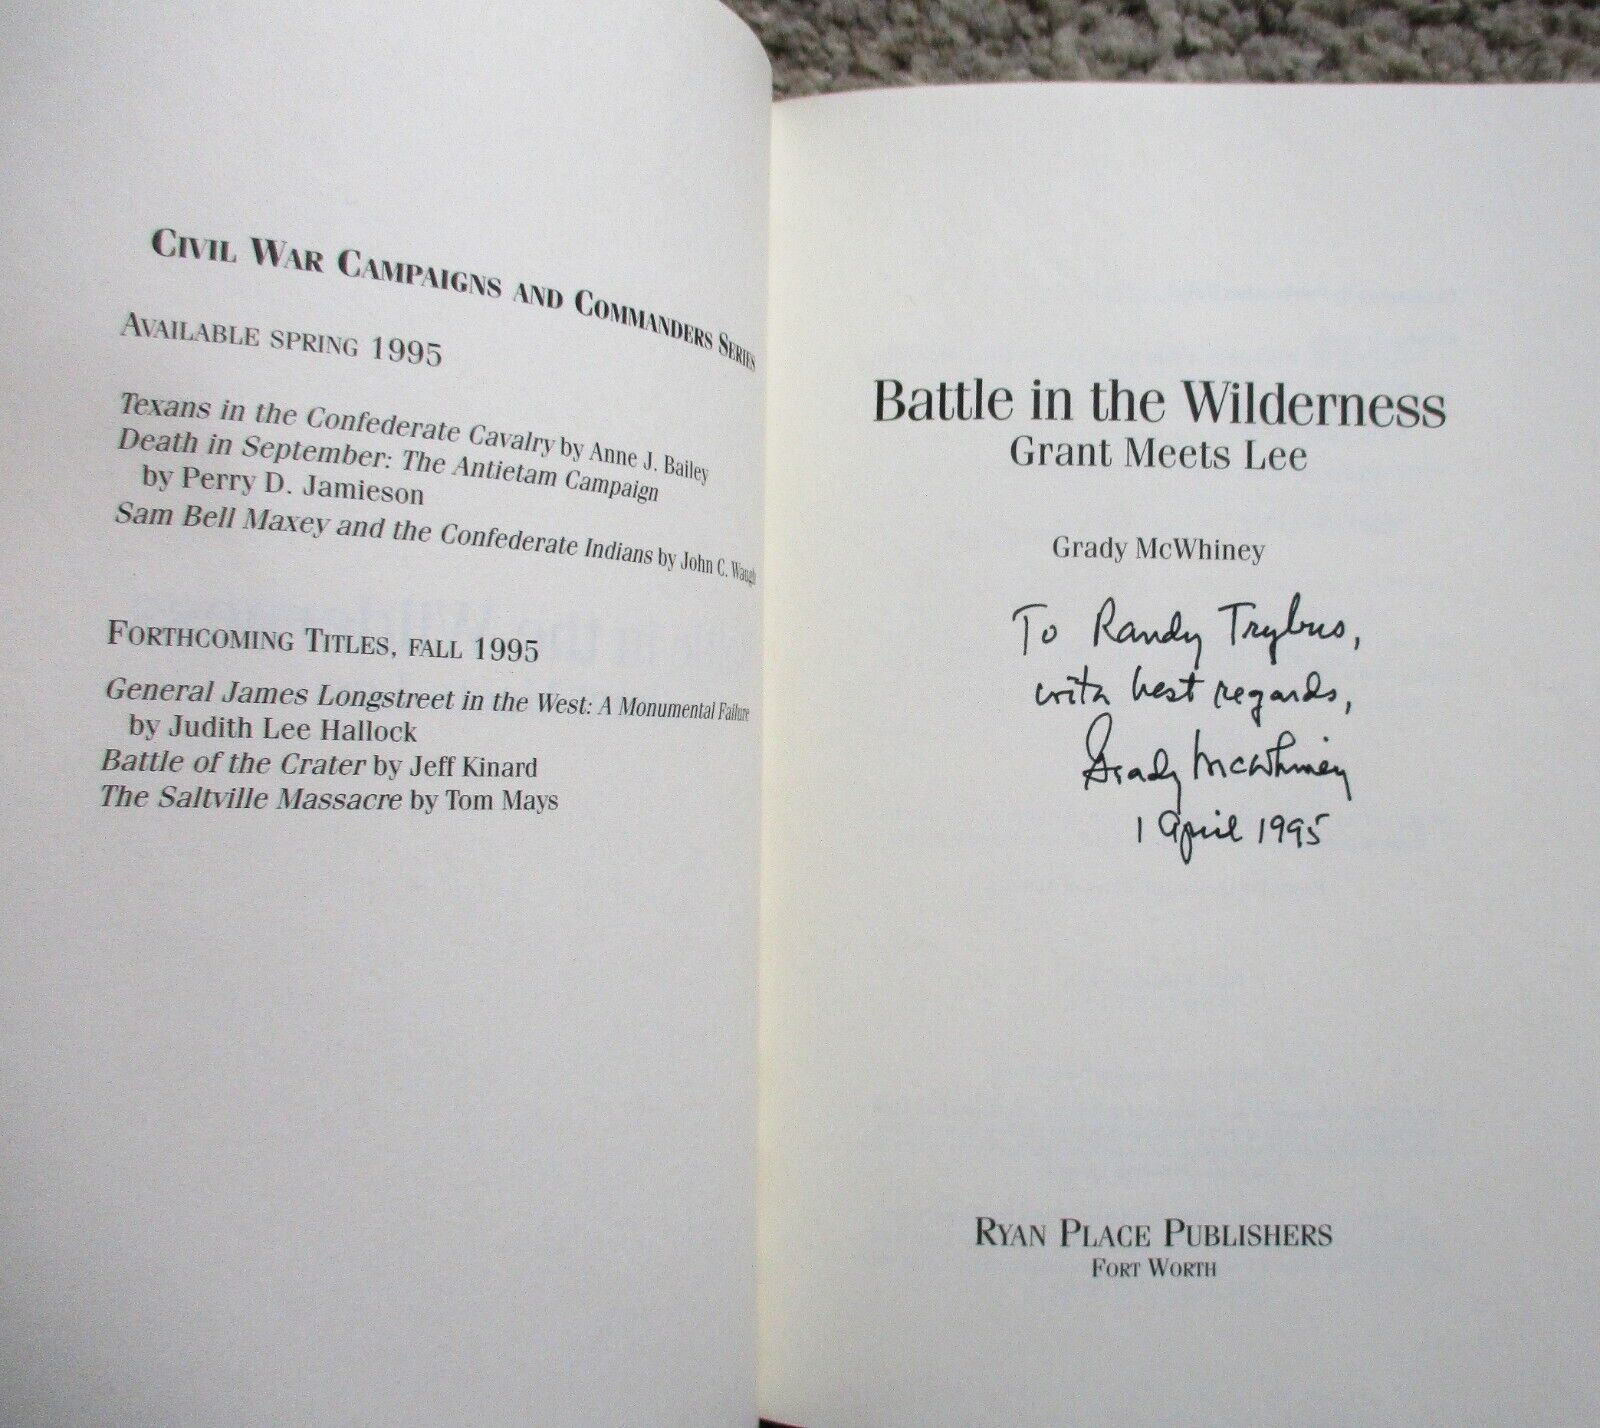 CIVIL WAR CAMPAIGNS AND COMMANDERS SERIES
AVAILABLE SPRING 1995
Texans in the Confederate Cavalry by Anne J. Bailey
Death in September: The Antietam Campaign
by Perry D. Jamieson
Sam Bell Maxey and the Confederate Indians by John C. Waugh
FORTHCOMING TITLES, FALL 1995
General James Longstreet in the West: A Monumental Failure
by Judith Lee Hallock
Battle of the Crater by Jeff Kinard
The Saltville Massacre by Tom Mays
Battle in the Wilderness
Grant Meets Lee
Grady McWhiney
To Randy Trybus,
with best regards,
Grady McWhiney
1 April 1995
RYAN PLACE PUBLISHERS
FORT WORTH